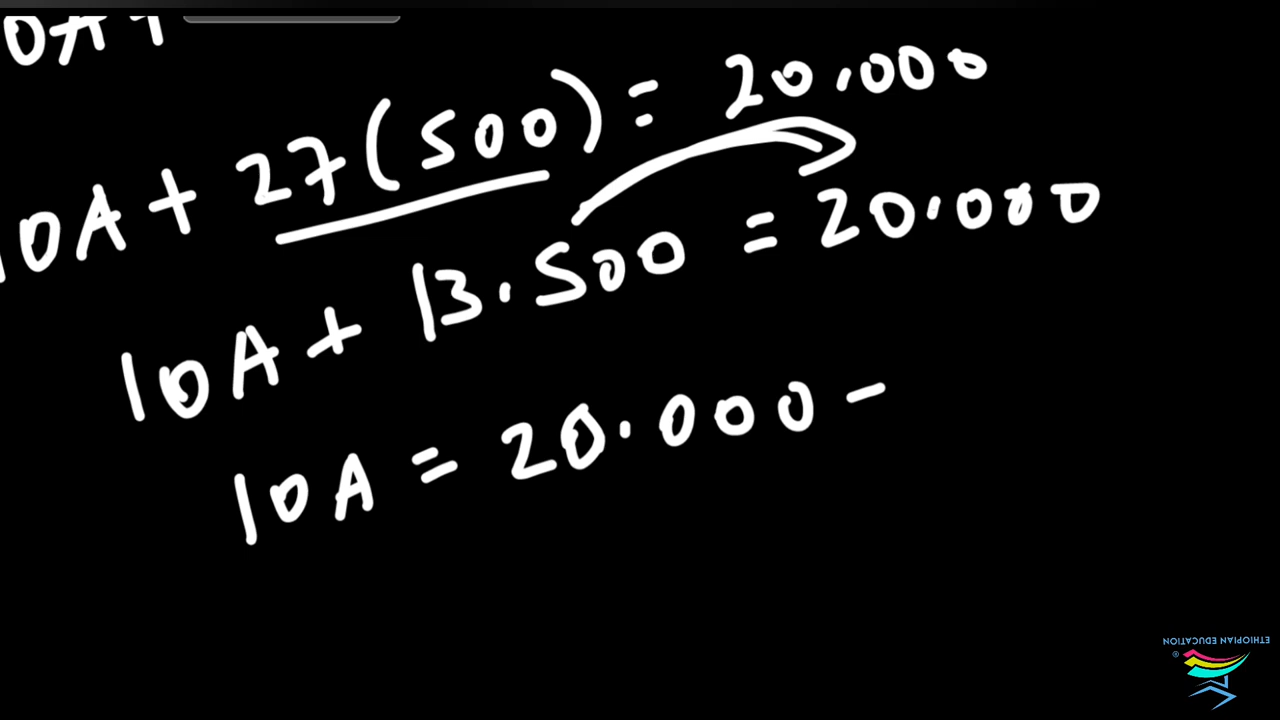 10A + 27(500) = 20.000
10A + 13.500 = 20.000
10A = 20.000 -
ETHIOPIAN EDUCATION
®